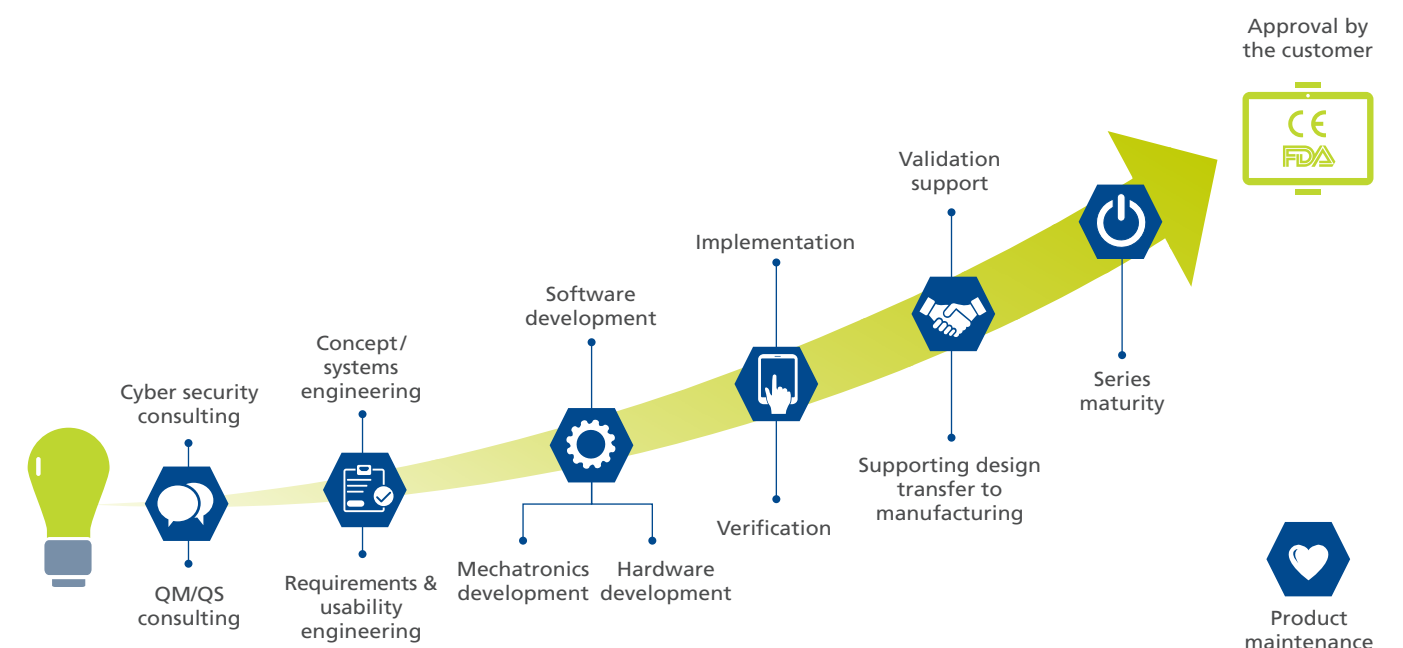 Approval by
the customer
CE
FDA
Validation
support
Implementation
Software
development
Concept/
systems
engineering
Cyber security
consulting
QM/QS
consulting
Requirements &
usability
engineering
Mechatronics
development
Hardware
development
Verification
Supporting design
transfer to
manufacturing
Series
maturity
Product
maintenance